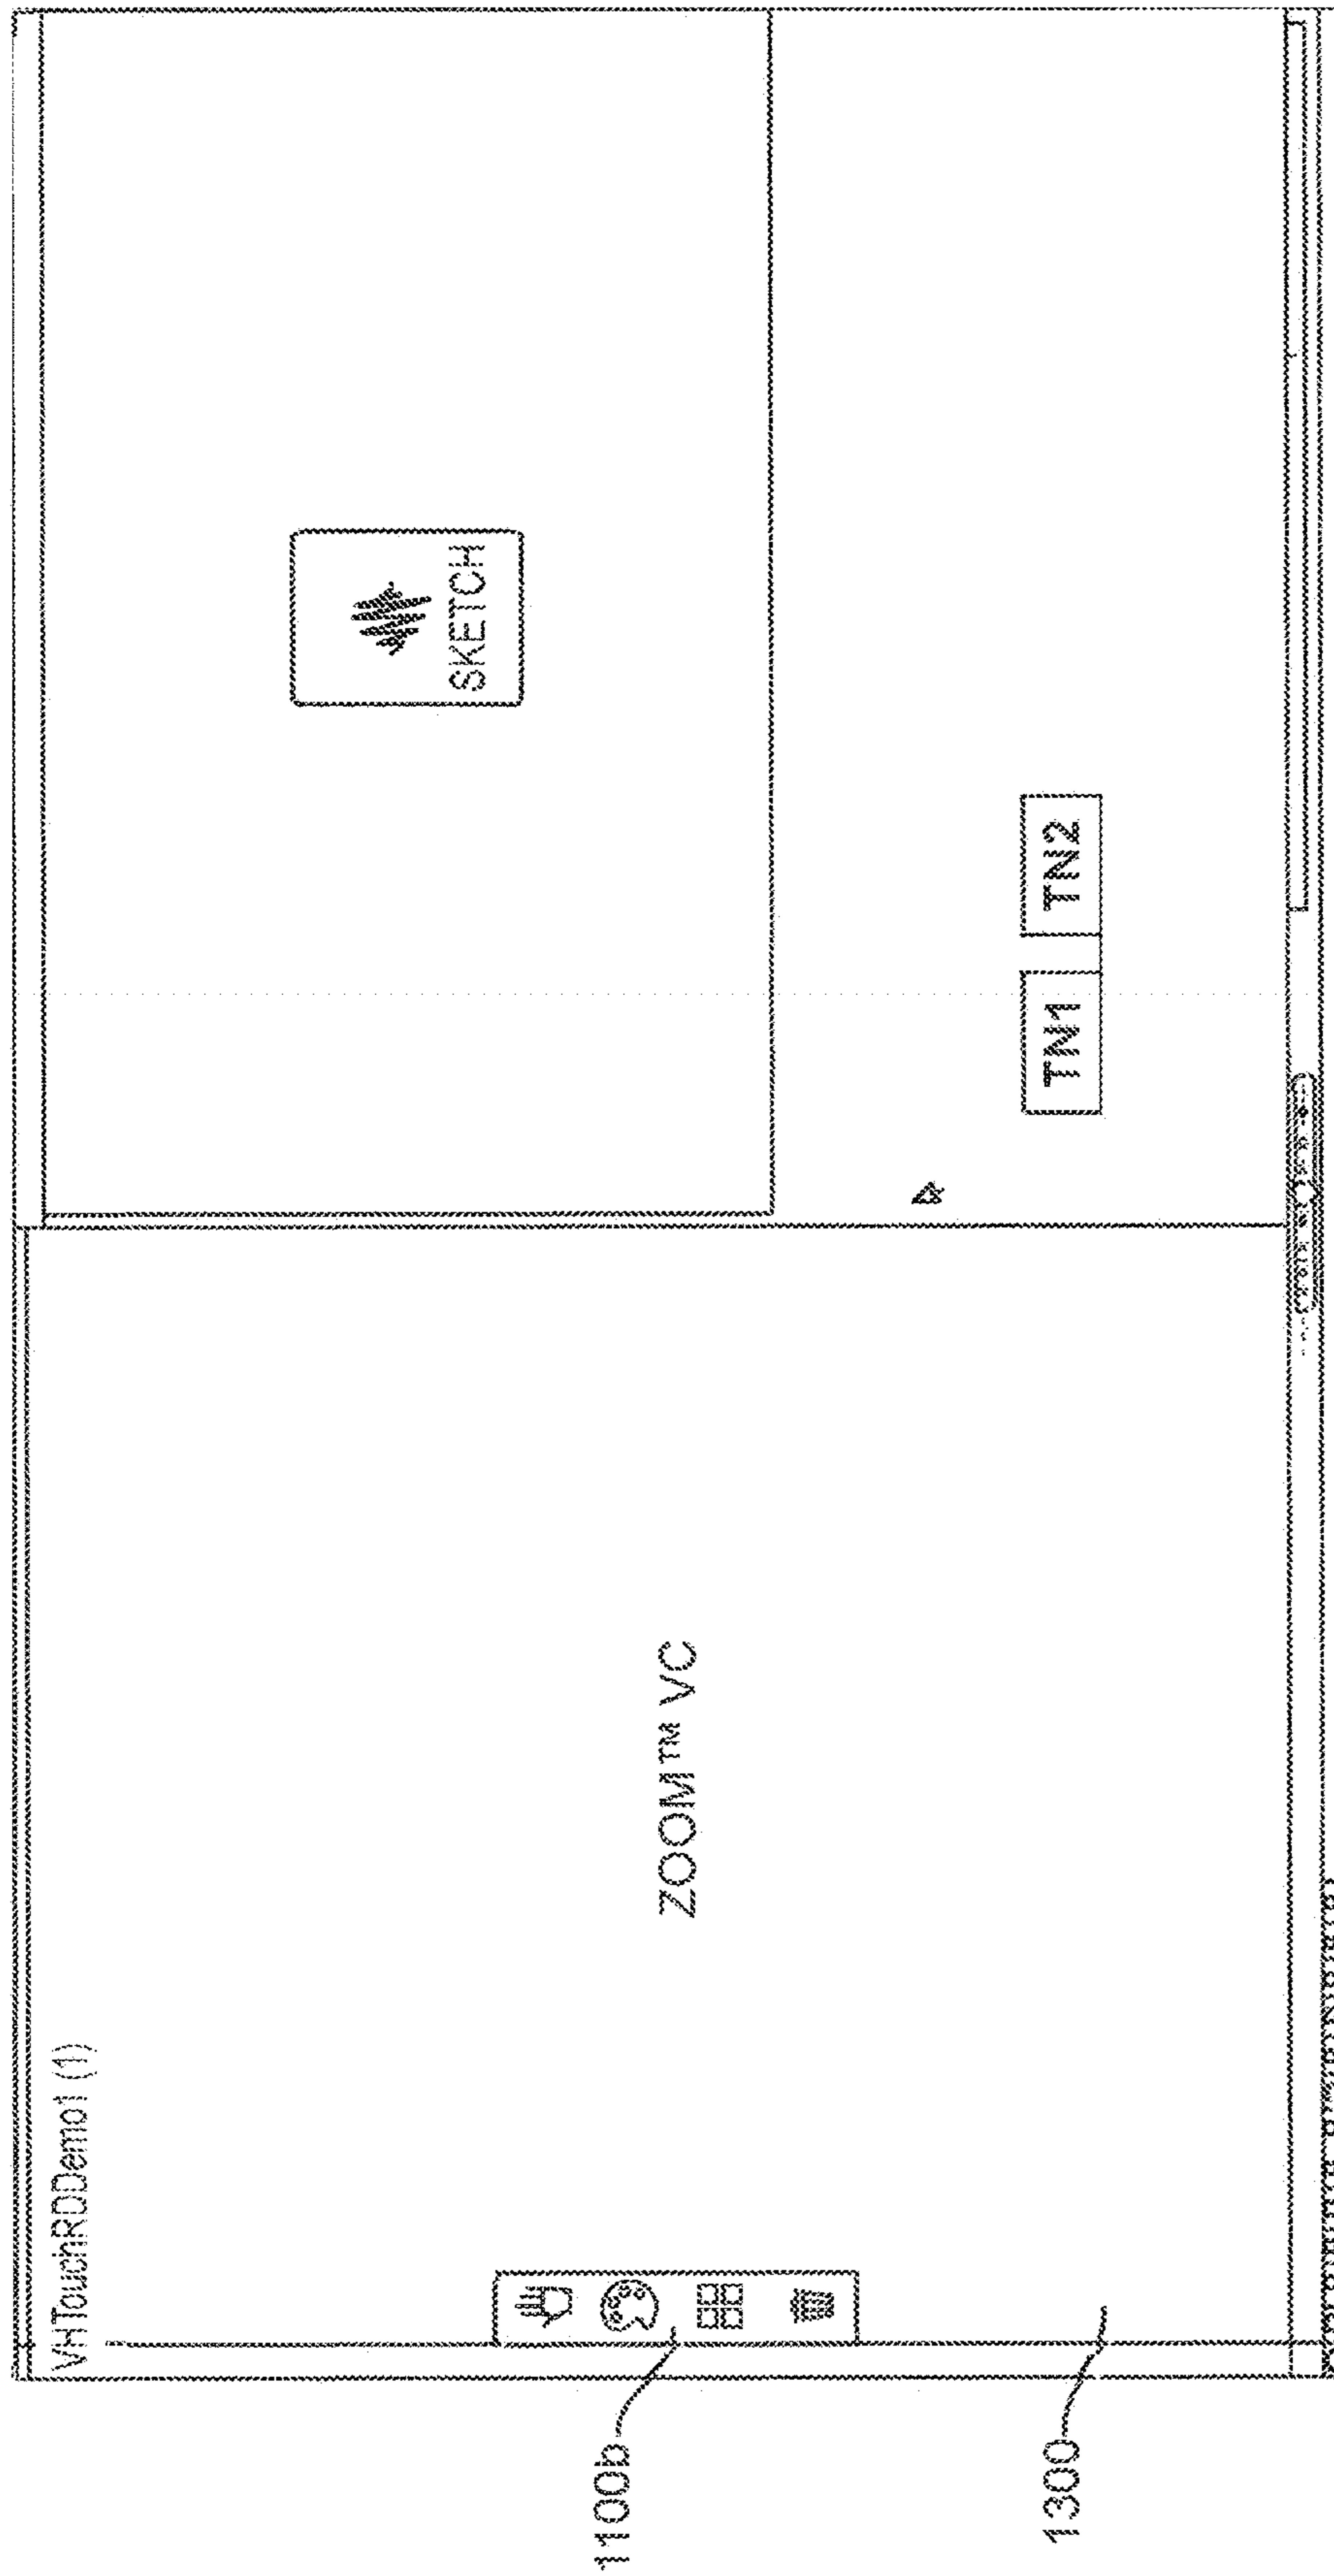 VHTouchRDDemo1 (1)
SKETCH
ZOOM™ VC
TN1
TN2
1100b
1300